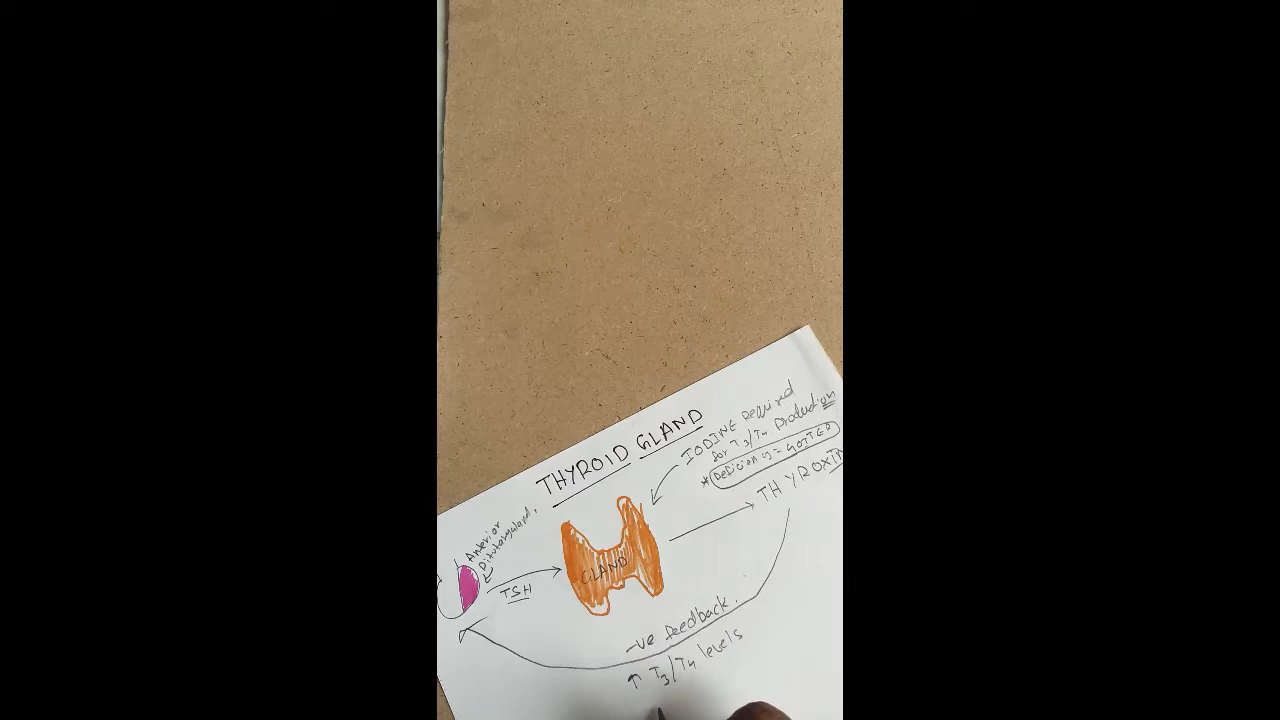 THYROID GLAND
IODINE required
for T3/T4 Production
* Deficiency = GOITER
THYROXIN
Anterior
Pituitary gland.
TSH
GLAND
-ve feedback.
↑ T3/T4 levels